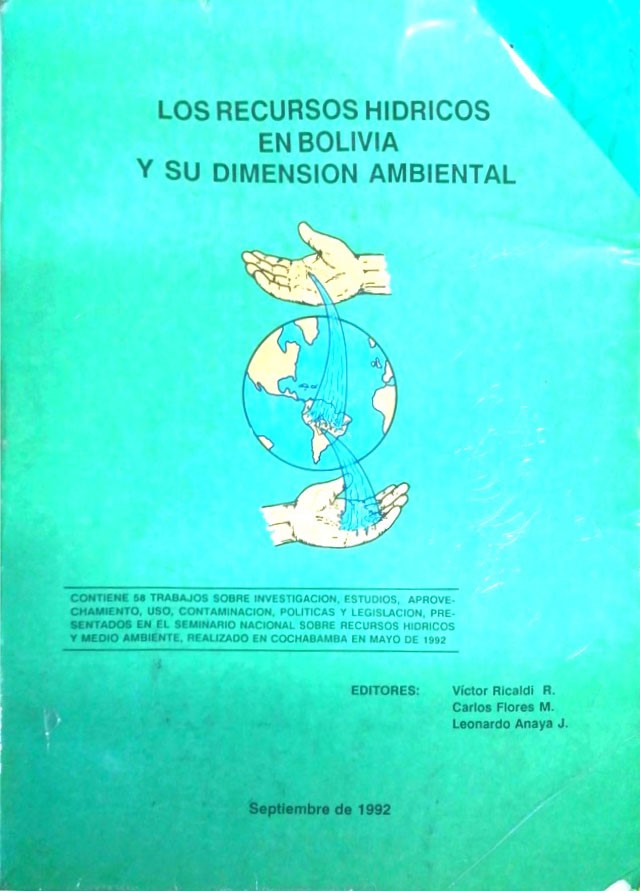 LOS RECURSOS HIDRICOS
EN BOLIVIA
Y SU DIMENSION AMBIENTAL
CONTIENE 58 TRABAJOS SOBRE INVESTIGACION, ESTUDIOS, APROVE-
CHAMIENTO, USO, CONTAMINACION, POLITICAS Y LEGISLACION, PRE-
SENTADOS EN EL SEMINARIO NACIONAL SOBRE RECURSOS HIDRICOS
Y MEDIO AMBIENTE, REALIZADO EN COCHABAMBA EN MAYO DE 1992
EDITORES: Víctor Ricaldi R.
Carlos Flores M.
Leonardo Anaya J.
Septiembre de 1992